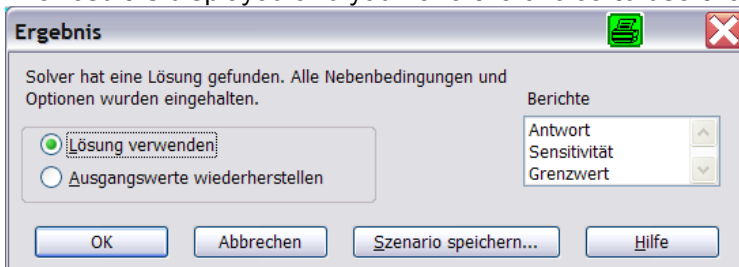 Ergebnis
Solver hat eine Lösung gefunden. Alle Nebenbedingungen und
Optionen wurden eingehalten.
Berichte
Lösung verwenden
Ausgangswerte wiederherstellen
Antwort
Sensitivität
Grenzwert
OK
Abbrechen
Szenario speichern...
Hilfe